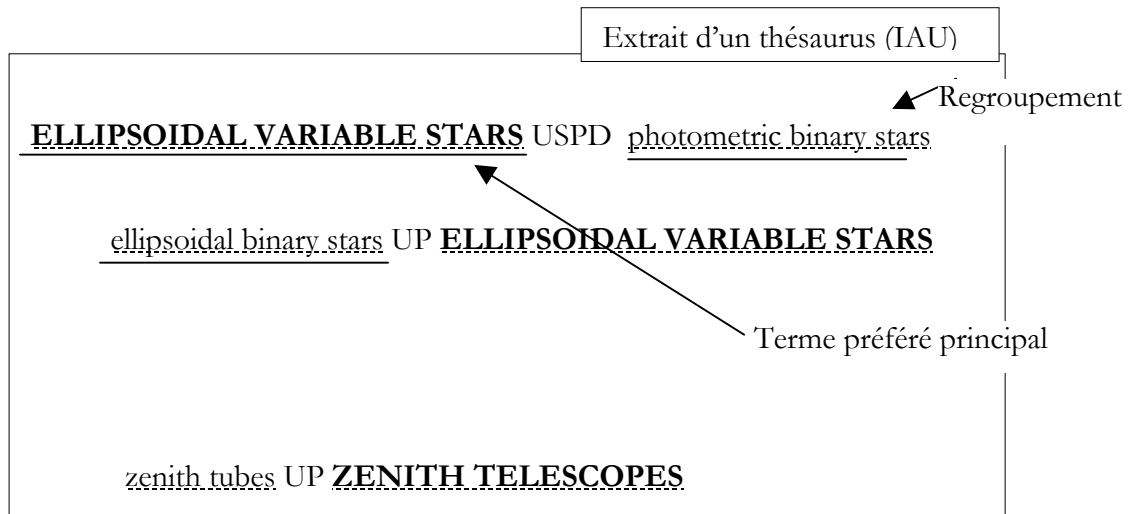 Extrait d’un thésaurus (IAU)
Regroupement
ELLIPSOIDAL VARIABLE STARS USPD photometric binary stars
ellipsoidal binary stars UP ELLIPSOIDAL VARIABLE STARS
Terme préféré principal
zenith tubes UP ZENITH TELESCOPES